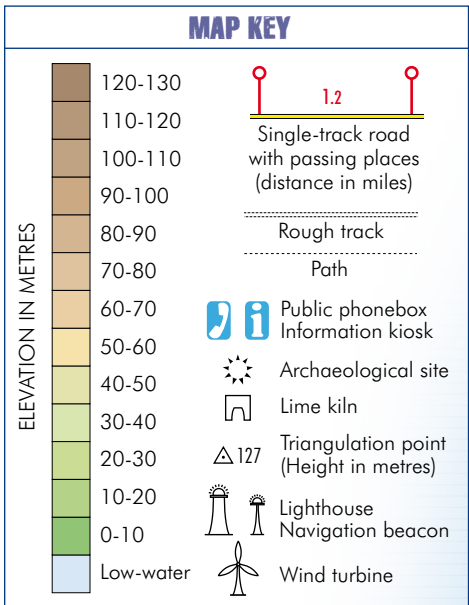 MAP KEY
ELEVATION IN METRES
120-130
110-120
100-110
90-100
80-90
70-80
60-70
50-60
40-50
30-40
20-30
10-20
0-10
Low-water
1.2
Single-track road
with passing places
(distance in miles)
Rough track
Path
Public phonebox
Information kiosk
Archaeological site
Lime kiln
127
Triangulation point
(Height in metres)
Lighthouse
Navigation beacon
Wind turbine